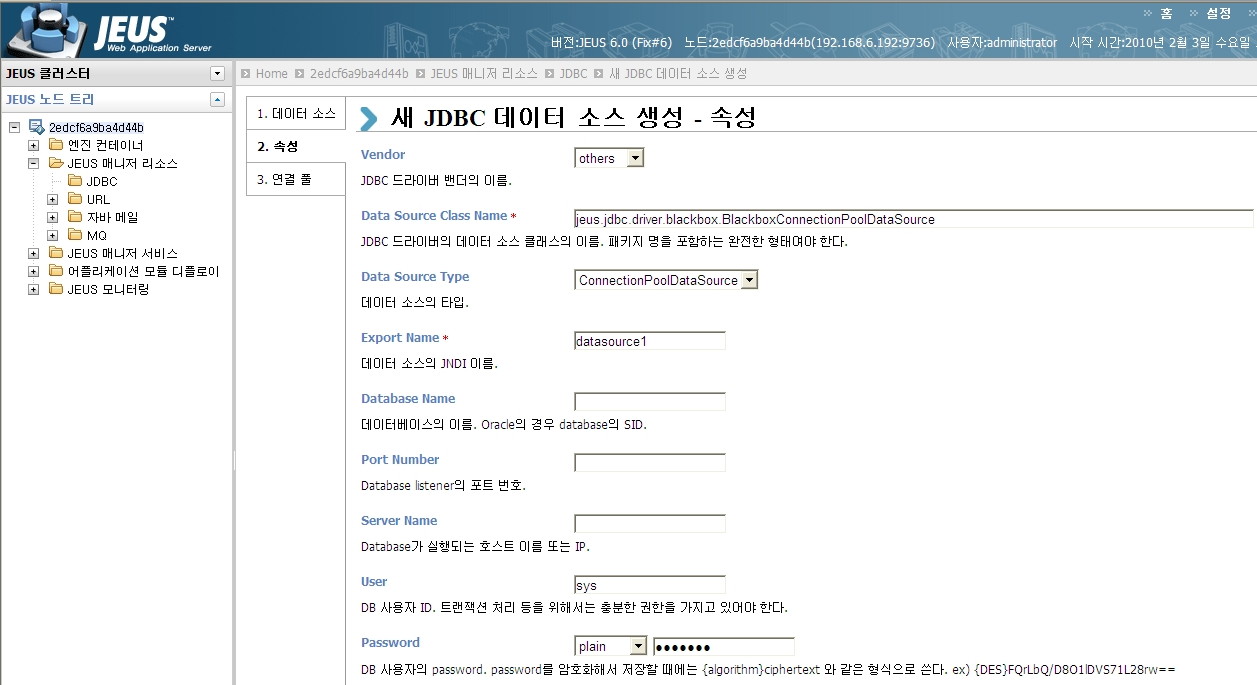 JEUS™
Web Application Server
홈 설정
버전:JEUS 6.0 (Fix#6) 노드:2edcf6a9ba4d44b(192.168.6.192:9736) 사용자:administrator 시작 시간:2010년 2월 3일 수요일
JEUS 클러스터
JEUS 노드 트리
2edcf6a9ba4d44b
엔진 컨테이너
JEUS 매니저 리소스
JDBC
URL
자바 메일
MQ
JEUS 매니저 서비스
어플리케이션 모듈 디플로이
JEUS 모니터링
Home 2edcf6a9ba4d44b JEUS 매니저 리소스 JDBC 새 JDBC 데이터 소스 생성
1. 데이터 소스
2. 속성
3. 연결 풀
새 JDBC 데이터 소스 생성 - 속성
Vendor others
JDBC 드라이버 밴더의 이름.
Data Source Class Name * jeus.jdbc.driver.blackbox.BlackboxConnectionPoolDataSource
JDBC 드라이버의 데이터 소스 클래스의 이름. 패키지 명을 포함하는 완전한 형태여야 한다.
Data Source Type ConnectionPoolDataSource
데이터 소스의 타입.
Export Name * datasource1
데이터 소스의 JNDI 이름.
Database Name
데이터베이스의 이름. Oracle의 경우 database의 SID.
Port Number
Database listener의 포트 번호.
Server Name
Database가 실행되는 호스트 이름 또는 IP.
User sys
DB 사용자 ID. 트랜잭션 처리 등을 위해서는 충분한 권한을 가지고 있어야 한다.
Password plain ●●●●●●●
DB 사용자의 password. password를 암호화해서 저장할 때에는 {algorithm}ciphertext 와 같은 형식으로 쓴다. ex) {DES}FQrLbQ/D8O1lDVS71L28rw==